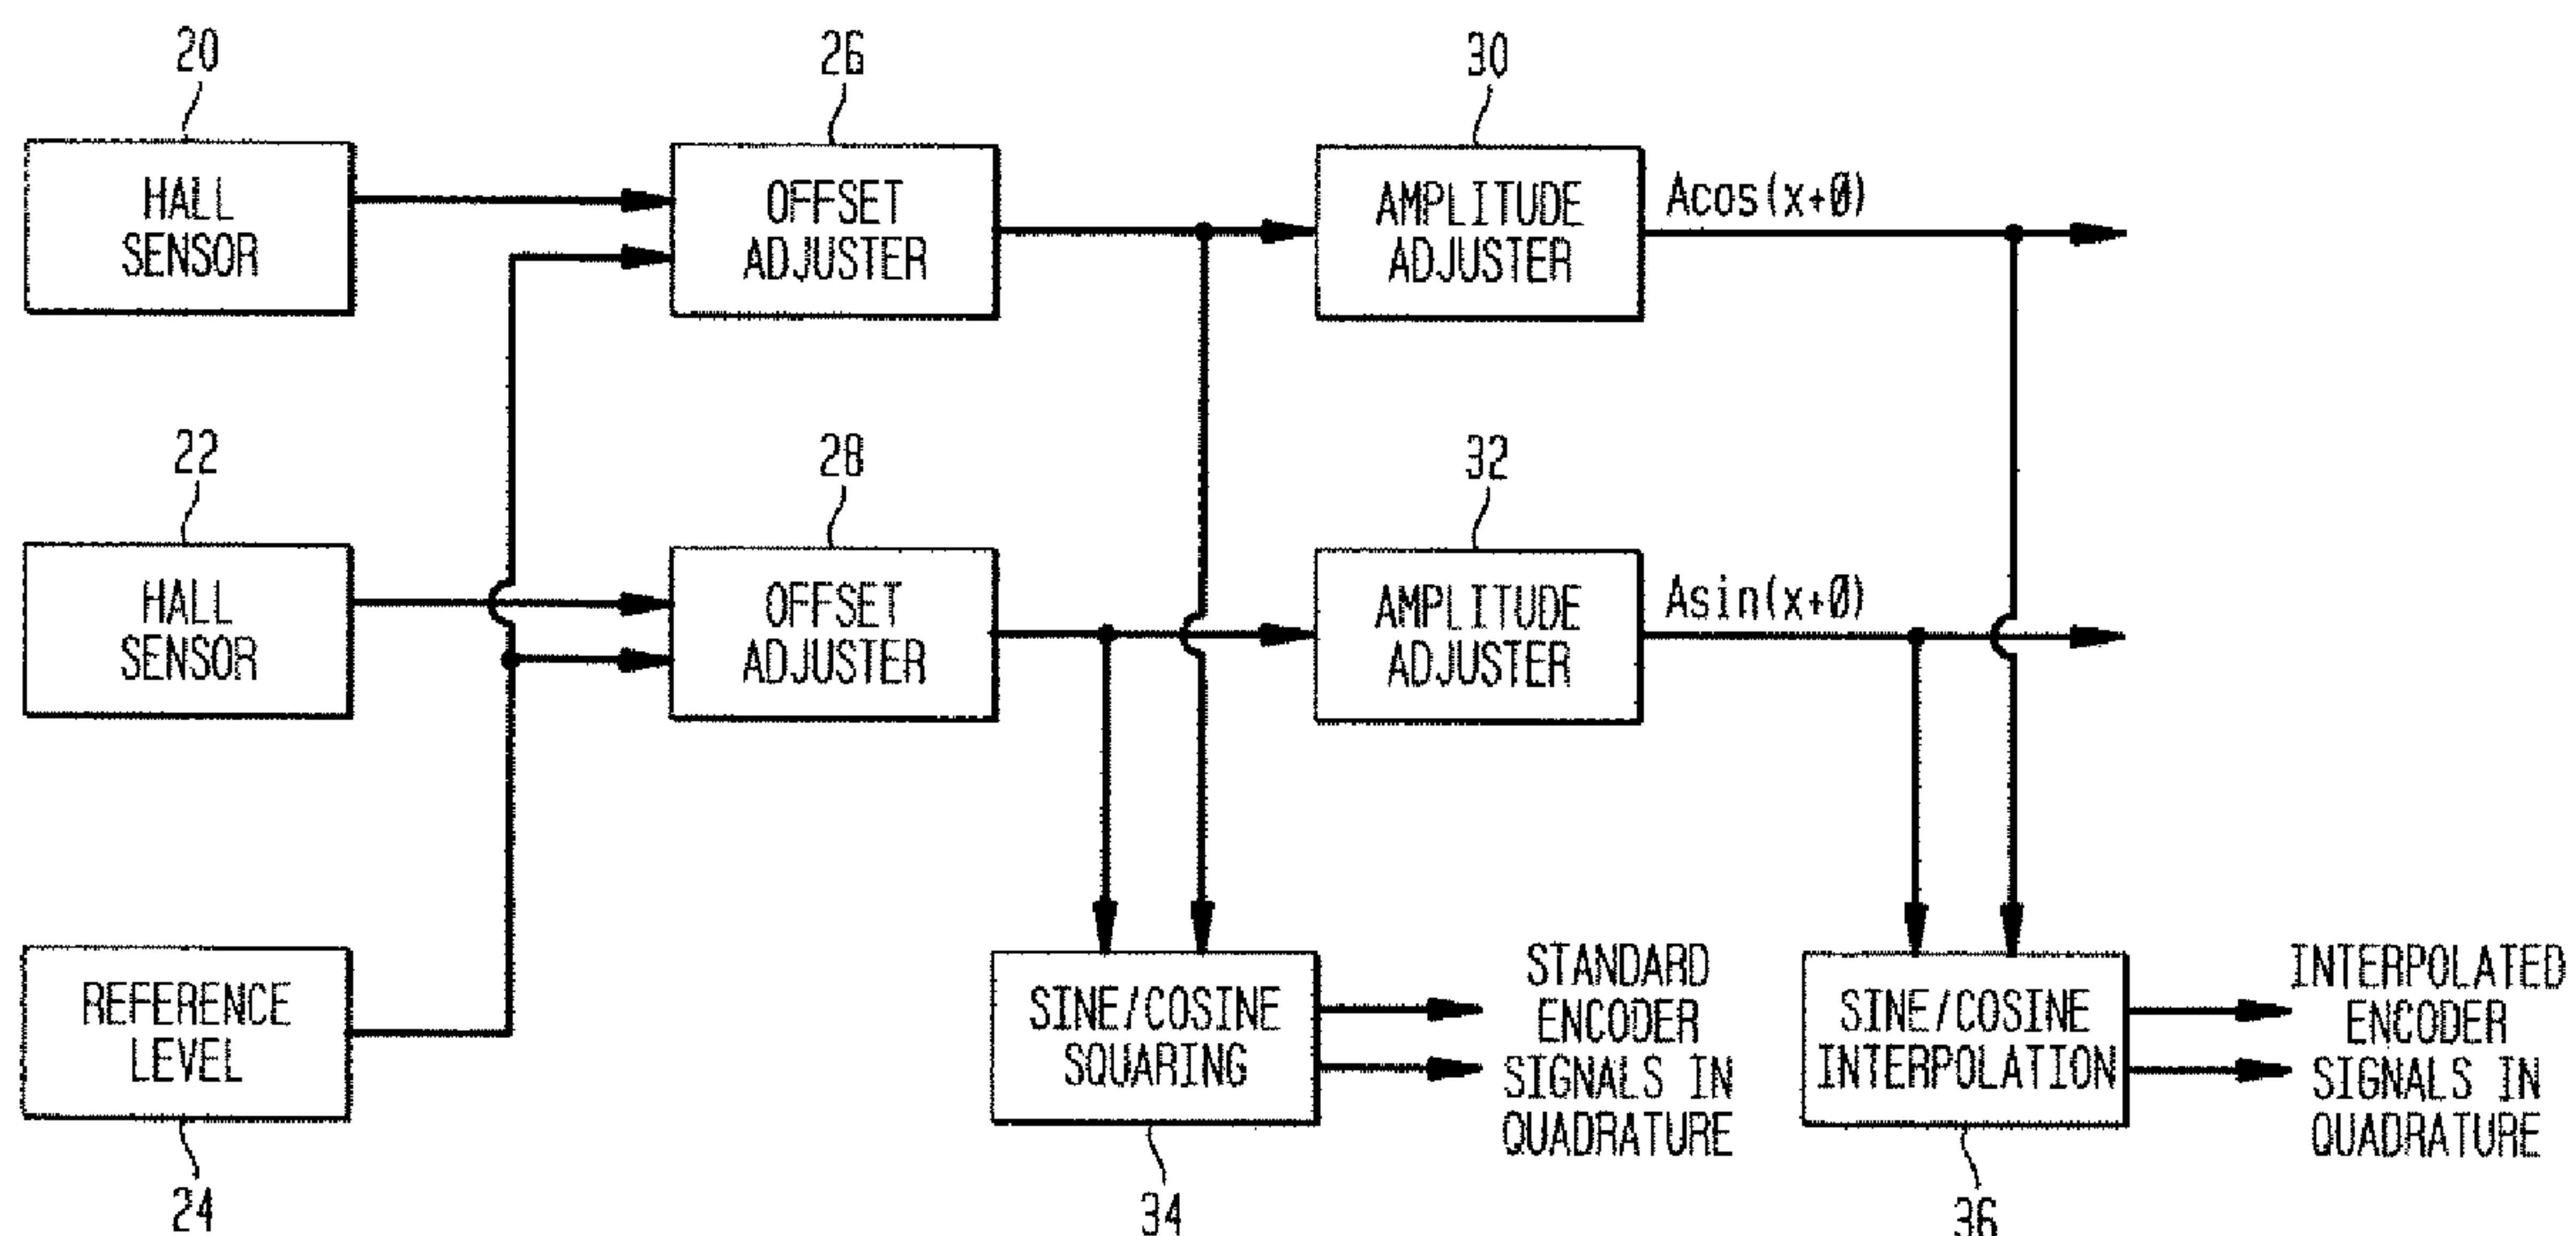 20
26
30
HALL
SENSOR
OFFSET
ADJUSTER
AMPLITUDE
ADJUSTER
Acos(x+Ø)
22
28
32
HALL
SENSOR
OFFSET
ADJUSTER
AMPLITUDE
ADJUSTER
Asin(x+Ø)
REFERENCE
LEVEL
24
SINE/COSINE
SQUARING
34
STANDARD
ENCODER
SIGNALS IN
QUADRATURE
SINE/COSINE
INTERPOLATION
36
INTERPOLATED
ENCODER
SIGNALS IN
QUADRATURE